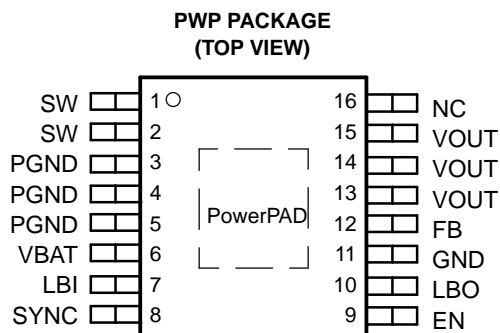 PWP PACKAGE
(TOP VIEW)
SW 1 16 NC
SW 2 15 VOUT
PGND 3 14 VOUT
PGND 4 13 VOUT
PGND 5 12 FB
VBAT 6 11 GND
LBI 7 10 LBO
SYNC 8 9 EN
PowerPAD